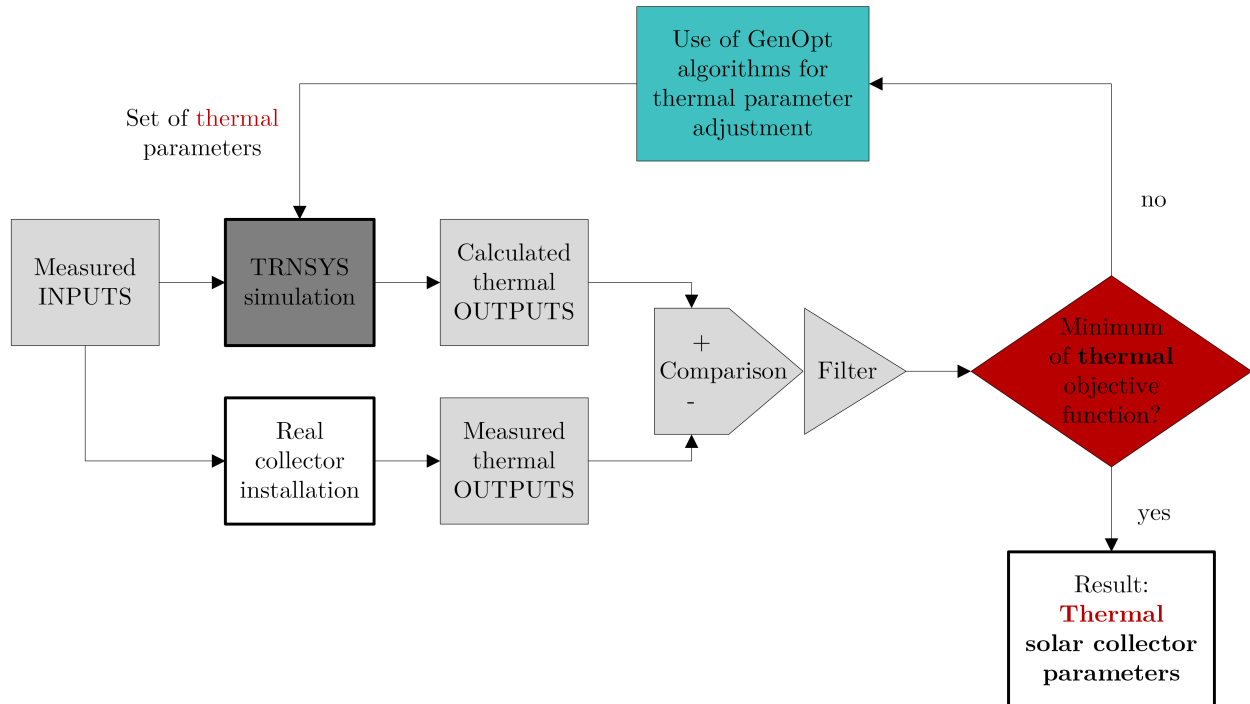 Use of GenOpt
algorithms for
thermal parameter
adjustment
Set of thermal
parameters
no
Measured
INPUTS
TRNSYS
simulation
Calculated
thermal
OUTPUTS
+
Comparison
-
Filter
Minimum
of thermal
objective
function?
Real
collector
installation
Measured
thermal
OUTPUTS
yes
Result:
Thermal
solar collector
parameters